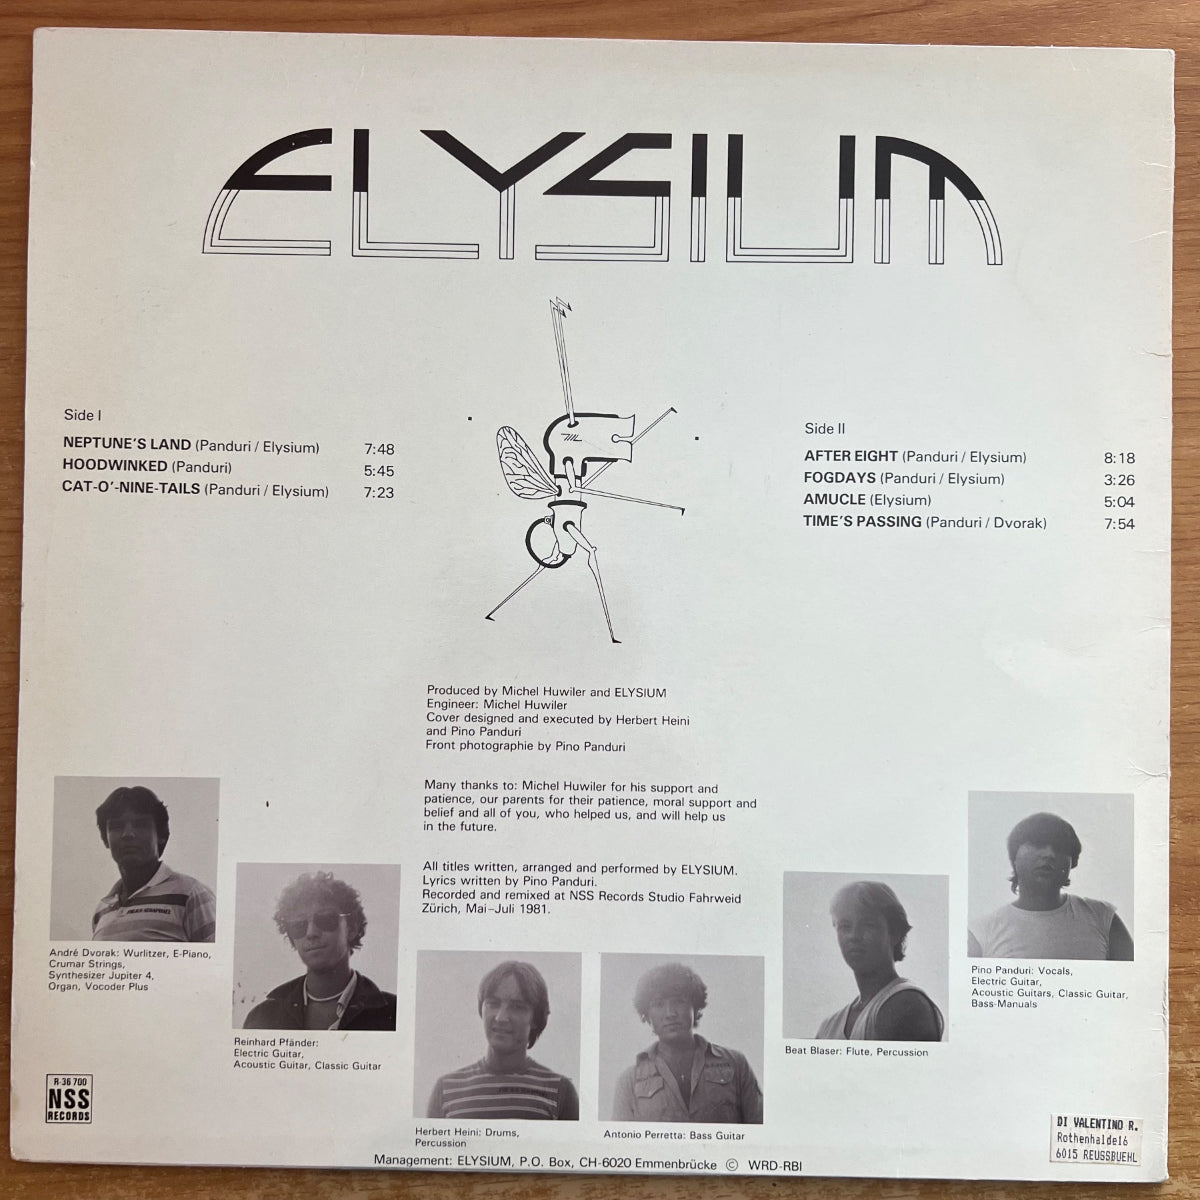 ELYSIUM
Side I
NEPTUNE'S LAND (Panduri / Elysium) 7:48
HOODWINKED (Panduri) 5:45
CAT-O'-NINE-TAILS (Panduri / Elysium) 7:23
Side II
AFTER EIGHT (Panduri / Elysium) 8:18
FOGDAYS (Panduri / Elysium) 3:26
AMUCLE (Elysium) 5:04
TIME'S PASSING (Panduri / Dvorak) 7:54
Produced by Michel Huwiler and ELYSIUM
Engineer: Michel Huwiler
Cover designed and executed by Herbert Heini
and Pino Panduri
Front photographie by Pino Panduri
Many thanks to: Michel Huwiler for his support and
patience, our parents for their patience, moral support and
belief and all of you, who helped us, and will help us
in the future.
All titles written, arranged and performed by ELYSIUM.
Lyrics written by Pino Panduri.
Recorded and remixed at NSS Records Studio Fahrweid
Zürich, Mai–Juli 1981.
André Dvorak: Wurlitzer, E-Piano,
Crumar Strings,
Synthesizer Jupiter 4,
Organ, Vocoder Plus
Reinhard Pfänder:
Electric Guitar,
Acoustic Guitar, Classic Guitar
Herbert Heini: Drums,
Percussion
Antonio Perretta: Bass Guitar
Beat Blaser: Flute, Percussion
Pino Panduri: Vocals,
Electric Guitar,
Acoustic Guitars, Classic Guitar,
Bass-Manuals
R-36 700
NSS
RECORDS
Management: ELYSIUM, P.O. Box, CH-6020 Emmenbrücke © WRD-RBI
DI VALENTINO R.
Rothenhalde16
6015 REUSSBUEHL